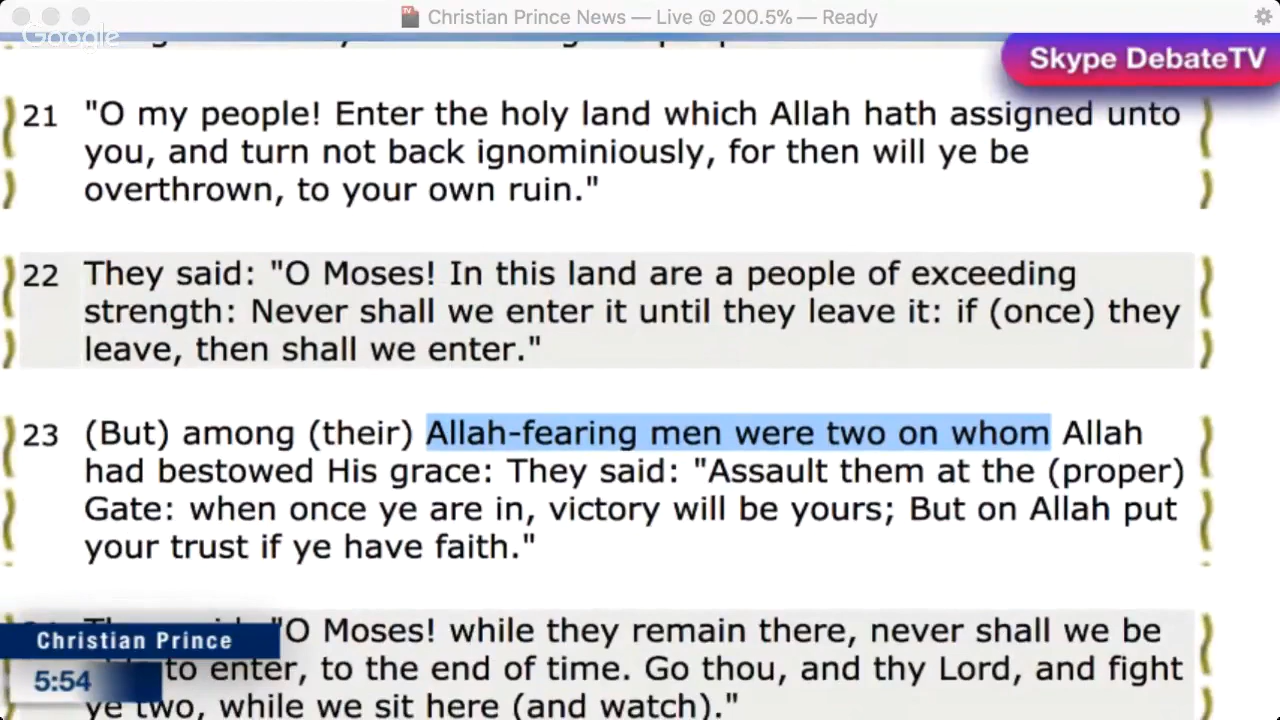 Christian Prince News — Live @ 200.5% — Ready
Google
Skype DebateTV
21 "O my people! Enter the holy land which Allah hath assigned unto
you, and turn not back ignominiously, for then will ye be
overthrown, to your own ruin."
22 They said: "O Moses! In this land are a people of exceeding
strength: Never shall we enter it until they leave it: if (once) they
leave, then shall we enter."
23 (But) among (their) Allah-fearing men were two on whom Allah
had bestowed His grace: They said: "Assault them at the (proper)
Gate: when once ye are in, victory will be yours; But on Allah put
your trust if ye have faith."
"O Moses! while they remain there, never shall we be
to enter, to the end of time. Go thou, and thy Lord, and fight
ye two, while we sit here (and watch)."
Christian Prince
5:54